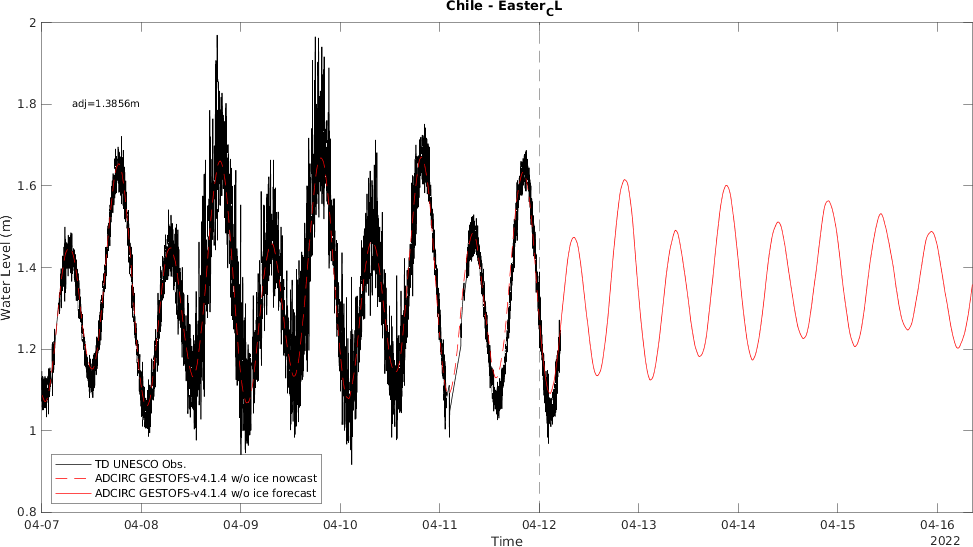 Chile - Easter_CL
2
1.8
1.6
1.4
1.2
1
0.8
Water Level (m)
adj=1.3856m
TD UNESCO Obs.
ADCIRC GESTOFS-v4.1.4 w/o ice nowcast
ADCIRC GESTOFS-v4.1.4 w/o ice forecast
04-07 04-08 04-09 04-10 04-11 04-12 04-13 04-14 04-15 04-16
Time
2022